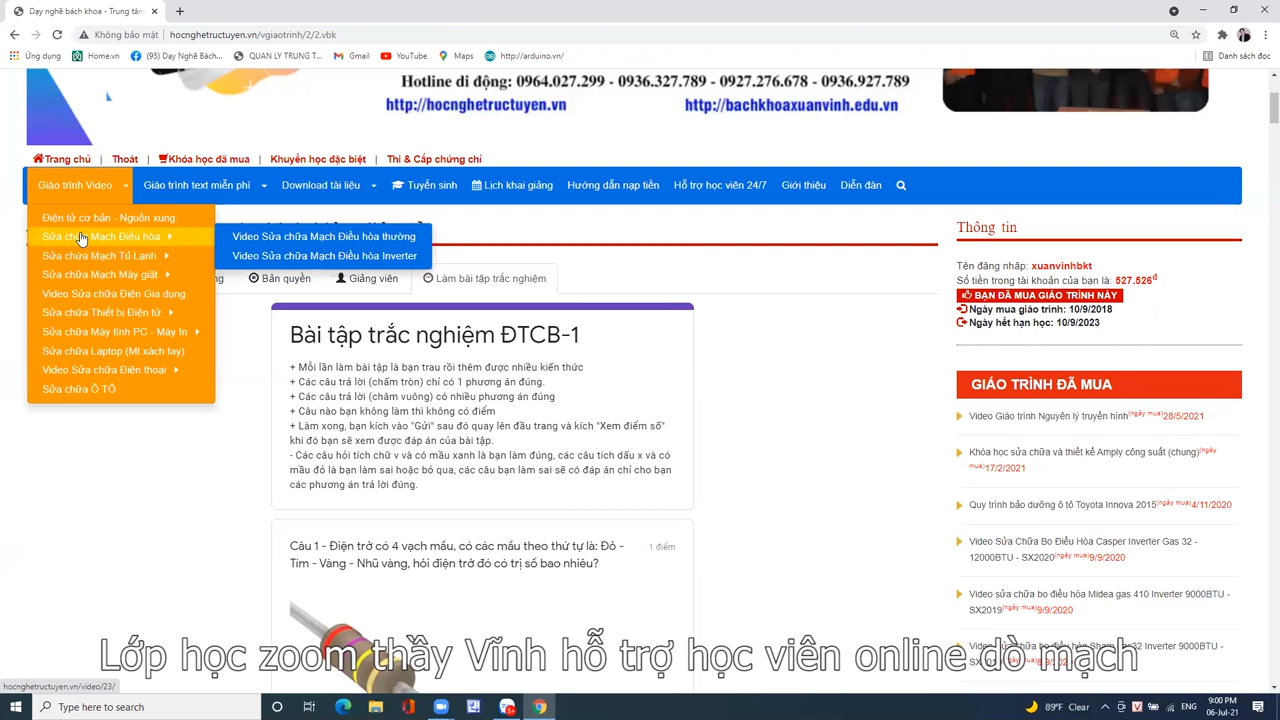 Dạy nghề bách khoa - Trung tâm
Không bảo mật
hocnghetructuyen.vn/vgiaotrinh/2/2.vbk
Ứng dụng
Home.vn
(95) Dạy Nghề Bách...
QUAN LY TRUNG T...
Gmail
YouTube
Maps
http://arduino.vn/
Danh sách đọc
Hotline di động: 0964.027.299 - 0936.327.789 - 0927.276.678 - 0936.927.789
http://hocnghetructuyen.vn
http://bachkhoaxuanvinh.edu.vn
Trang chủ | Thoát | Khóa học đã mua | Khuyến học đặc biệt | Thi & Cấp chứng chỉ
Giáo trình Video
Giáo trình text miễn phí
Download tài liệu
Tuyển sinh
Lịch khai giảng
Hướng dẫn nạp tiền
Hỗ trợ học viên 24/7
Giới thiệu
Diễn đàn
Điện tử cơ bản - Nguồn xung.
Sửa chữa Mạch Điều hòa
Sửa chữa Mạch Tủ Lạnh
Sửa chữa Mạch Máy giặt
Video Sửa chữa Điện Gia dụng
Sửa chữa Thiết bị Điện tử
Sửa chữa Máy tính PC - Máy In
Sửa chữa Laptop (Mt xách tay)
Video Sửa chữa Điện thoại
Sửa chữa Ô TÔ
Video Sửa chữa Mạch Điều hòa thường
Video Sửa chữa Mạch Điều hòa Inverter
Bản quyền
Giảng viên
Làm bài tập trắc nghiệm
Bài tập trắc nghiệm ĐTCB-1
+ Mỗi lần làm bài tập là bạn trau rồi thêm được nhiều kiến thức
+ Các câu trả lời (chấm tròn) chỉ có 1 phương án đúng.
+ Các câu trả lời (châm vuông) có nhiều phương án đúng
+ Câu nào bạn không làm thì không có điểm
+ Làm xong, bạn kích vào "Gửi" sau đó quay lên đầu trang và kích "Xem điểm số"
khi đó bạn sẽ xem được đáp án của bài tập.
- Các câu hỏi tích chữ v và có mầu xanh là bạn làm đúng, các câu tích dấu x và có
mầu đỏ là bạn làm sai hoặc bỏ qua, các câu bạn làm sai sẽ có đáp án chỉ cho bạn
các phương án trả lời đúng.
Câu 1 - Điện trở có 4 vạch mầu, có các mầu theo thứ tự là: Đỏ -
Tím - Vàng - Nhũ vàng, hỏi điện trở đó có trị số bao nhiêu?
1 điểm
Thông tin
Tên đăng nhâp: xuanvinhbkt
Số tiền trong tài khoản của bạn là: 527.526đ
BẠN ĐÃ MUA GIÁO TRÌNH NÀY
Ngày mua giáo trình: 10/9/2018
Ngày hết hạn học: 10/9/2023
GIÁO TRÌNH ĐÃ MUA
Video Giáo trình Nguyên lý truyền hình(ngày mua)28/5/2021
Khóa học sửa chữa và thiết kế Amply công suất (chung)(ngày
mua)17/2/2021
Quy trình bảo dưỡng ô tô Toyota Innova 2015(ngày mua)4/11/2020
Video Sửa Chữa Bo Điều Hòa Casper Inverter Gas 32 -
12000BTU - SX2020(ngày mua)9/9/2020
Video sửa chữa bo điều hòa Midea gas 410 Inverter 9000BTU -
SX2019(ngày mua)9/9/2020
Lớp học zoom thầy Vĩnh hỗ trợ học viên online dò mạch
hocnghetructuyen.vn/video/23/
Type here to search
89°F Clear
ENG
9:00 PM
06-Jul-21